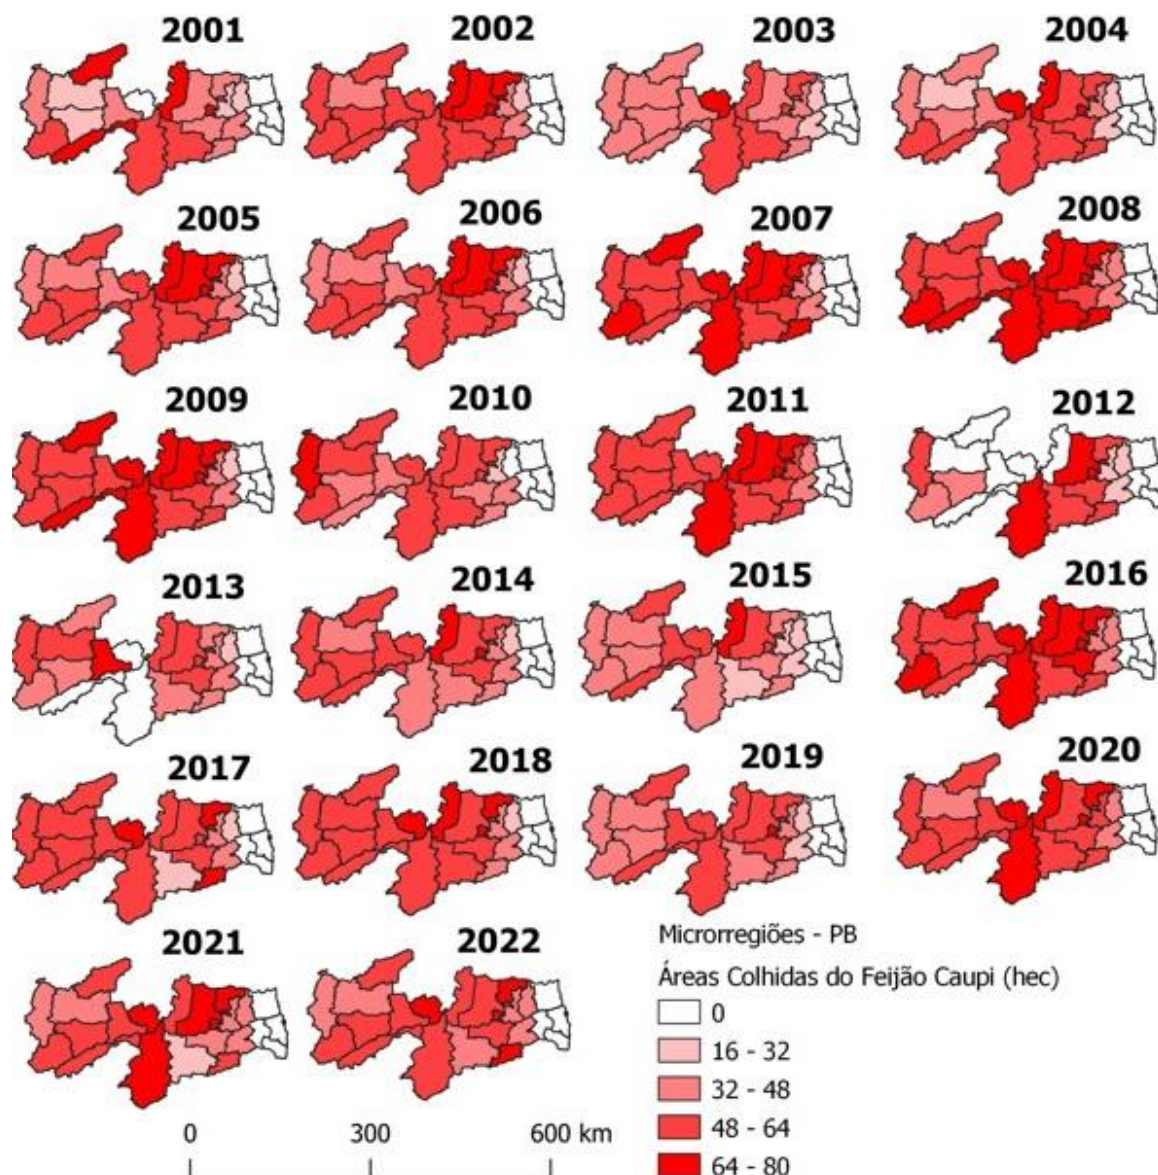 2001 2002 2003 2004
2005 2006 2007 2008
2009 2010 2011 2012
2013 2014 2015 2016
2017 2018 2019 2020
2021 2022
Microrregiões - PB
Áreas Colhidas do Feijão Caupi (hec)
0
16 - 32
32 - 48
48 - 64
64 - 80
0 300 600 km